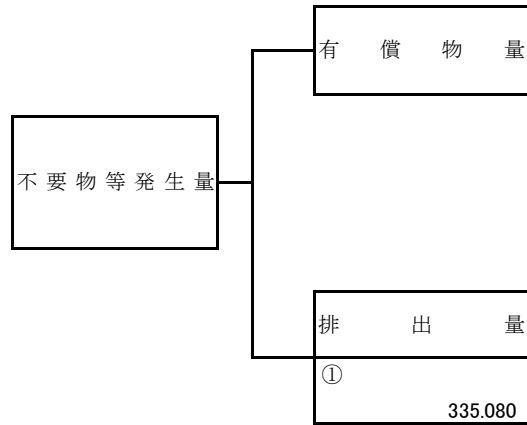 有償物量
不要物等発生量
排出量
①
335.080